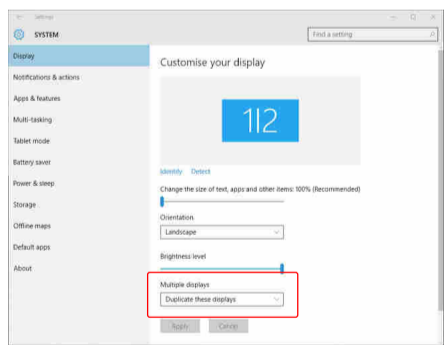 Settings
SYSTEM
Find a setting
Display
Notifications & actions
Apps & features
Multi-tasking
Tablet mode
Battery saver
Power & sleep
Storage
Offline maps
Default apps
About
Customise your display
1|2
Identify Detect
Change the size of text, apps and other items: 100% (Recommended)
Orientation
Landscape
Brightness level
Multiple displays
Duplicate these displays
Apply Cancel